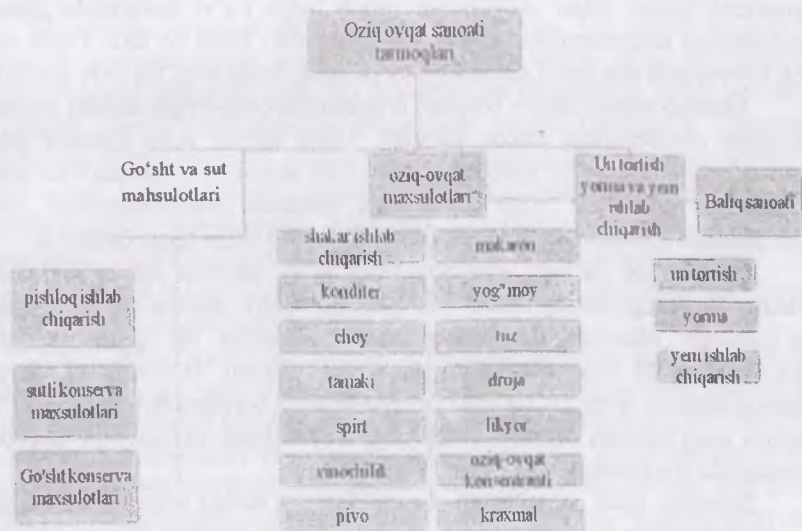 Oziq ovqat sanoati
tarmoqlari
Go‘sht va sut
mahsulotlari
oziq-ovqat
maxsulotlari
Un tortish
yorma va yem
ishlab
chiqarish
Baliq sanoati
pishloq ishlab
chiqarish
sutli konserva
maxsulotlari
Go'sht konserva
maxsulotlari
shakar ishlab
chiqarish
konditer
choy
tamaki
spirt
vinochilik
pivo
makaron
yog' moy
tuz
droja
likyor
oziq-ovqat
konsentranti
kraxmal
un tortish
yorma
yem ishlab
chiqarish